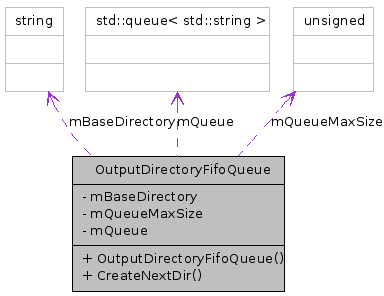 string
std::queue< std::string >
unsigned
mBaseDirectory
mQueue
mQueueMaxSize
OutputDirectoryFifoQueue
- mBaseDirectory
- mQueueMaxSize
- mQueue
+ OutputDirectoryFifoQueue()
+ CreateNextDir()